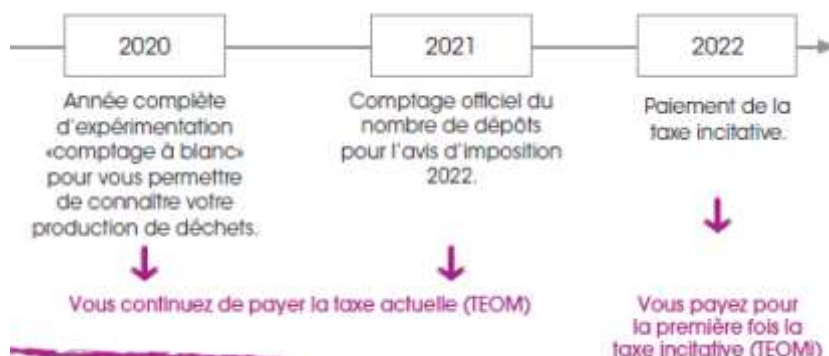 2020
Année complète
d'expérimentation
«comptage à blanc»
pour vous permettre
de connaître votre
production de déchets.
2021
Comptage officiel du
nombre de dépôts
pour l'avis d'imposition
2022.
2022
Paiement de la
taxe incitative.
Vous continuez de payer la taxe actuelle (TEOM)
Vous payez pour
la première fois la
taxe incitative (TEOMi)